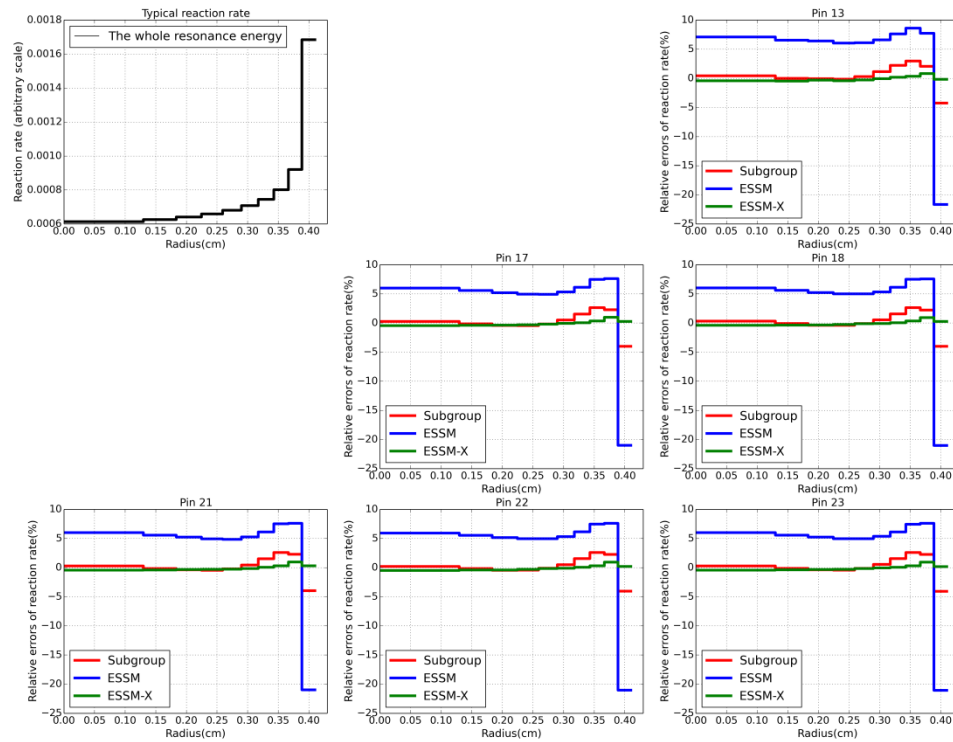 Typical reaction rate
0.0018
0.0016
0.0014
0.0012
0.0010
0.0008
0.0006
Reaction rate (arbitrary scale)
The whole resonance energy
0.00 0.05 0.10 0.15 0.20 0.25 0.30 0.35 0.40
Radius(cm)
Pin 13
10
5
0
−5
−10
−15
−20
−25
Relative errors of reaction rate(%)
Subgroup
ESSM
ESSM-X
0.00 0.05 0.10 0.15 0.20 0.25 0.30 0.35 0.40
Radius(cm)
Pin 17
10
5
0
−5
−10
−15
−20
−25
Relative errors of reaction rate(%)
Subgroup
ESSM
ESSM-X
0.00 0.05 0.10 0.15 0.20 0.25 0.30 0.35 0.40
Radius(cm)
Pin 18
10
5
0
−5
−10
−15
−20
−25
Relative errors of reaction rate(%)
Subgroup
ESSM
ESSM-X
0.00 0.05 0.10 0.15 0.20 0.25 0.30 0.35 0.40
Radius(cm)
Pin 21
10
5
0
−5
−10
−15
−20
−25
Relative errors of reaction rate(%)
Subgroup
ESSM
ESSM-X
0.00 0.05 0.10 0.15 0.20 0.25 0.30 0.35 0.40
Radius(cm)
Pin 22
10
5
0
−5
−10
−15
−20
−25
Relative errors of reaction rate(%)
Subgroup
ESSM
ESSM-X
0.00 0.05 0.10 0.15 0.20 0.25 0.30 0.35 0.40
Radius(cm)
Pin 23
10
5
0
−5
−10
−15
−20
−25
Relative errors of reaction rate(%)
Subgroup
ESSM
ESSM-X
0.00 0.05 0.10 0.15 0.20 0.25 0.30 0.35 0.40
Radius(cm)